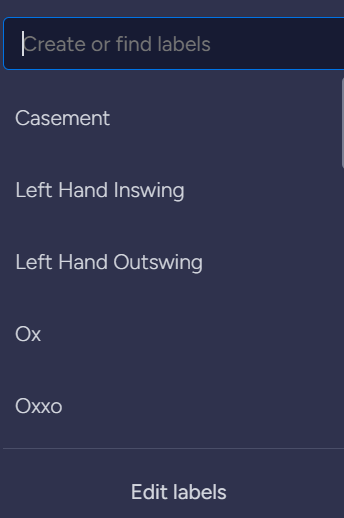 Create or find labels
Casement
Left Hand Inswing
Left Hand Outswing
Ox
Oxxo
Edit labels